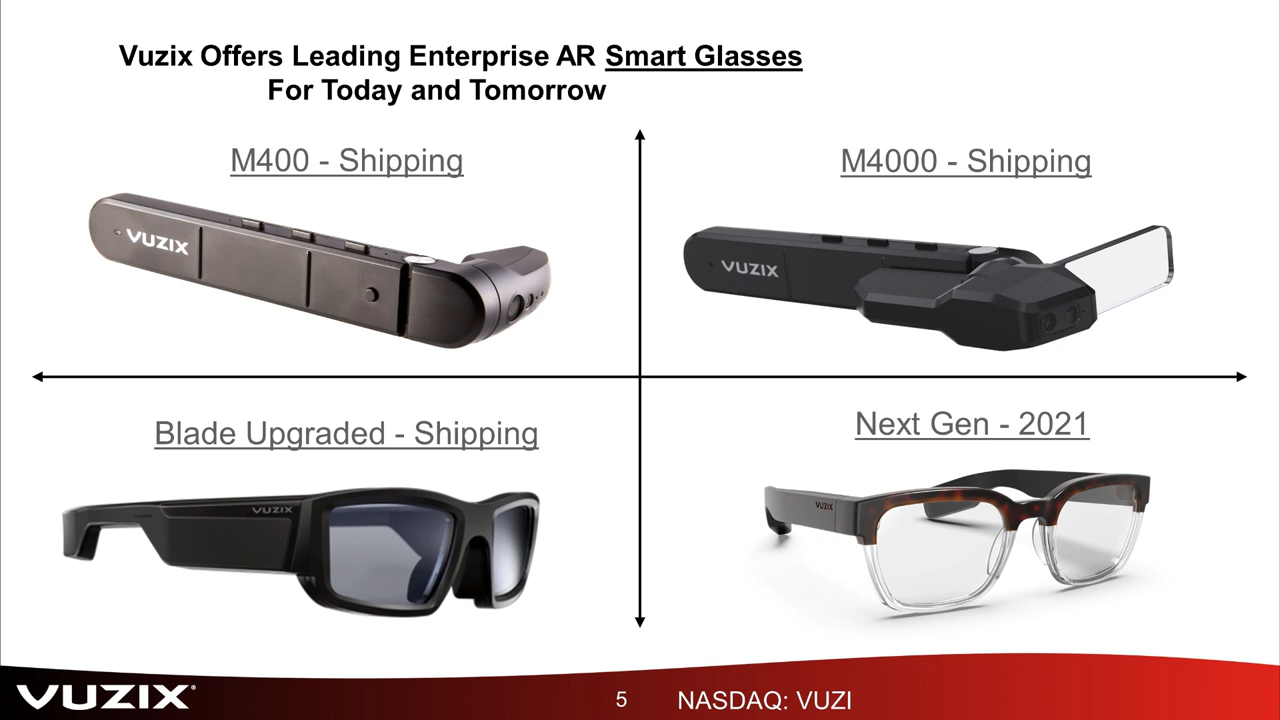 Vuzix Offers Leading Enterprise AR Smart Glasses
For Today and Tomorrow
M400 - Shipping
M4000 - Shipping
VUZIX
VUZIX
Blade Upgraded - Shipping
Next Gen - 2021
VUZIX
VUZIX
VUZIX®
5
NASDAQ: VUZI